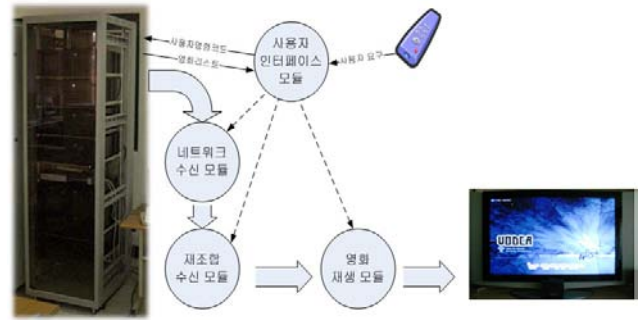 사용자
인터페이스
모듈
사용자 요구
영화리스트
네트워크
수신 모듈
재조합
수신 모듈
영화
재생 모듈